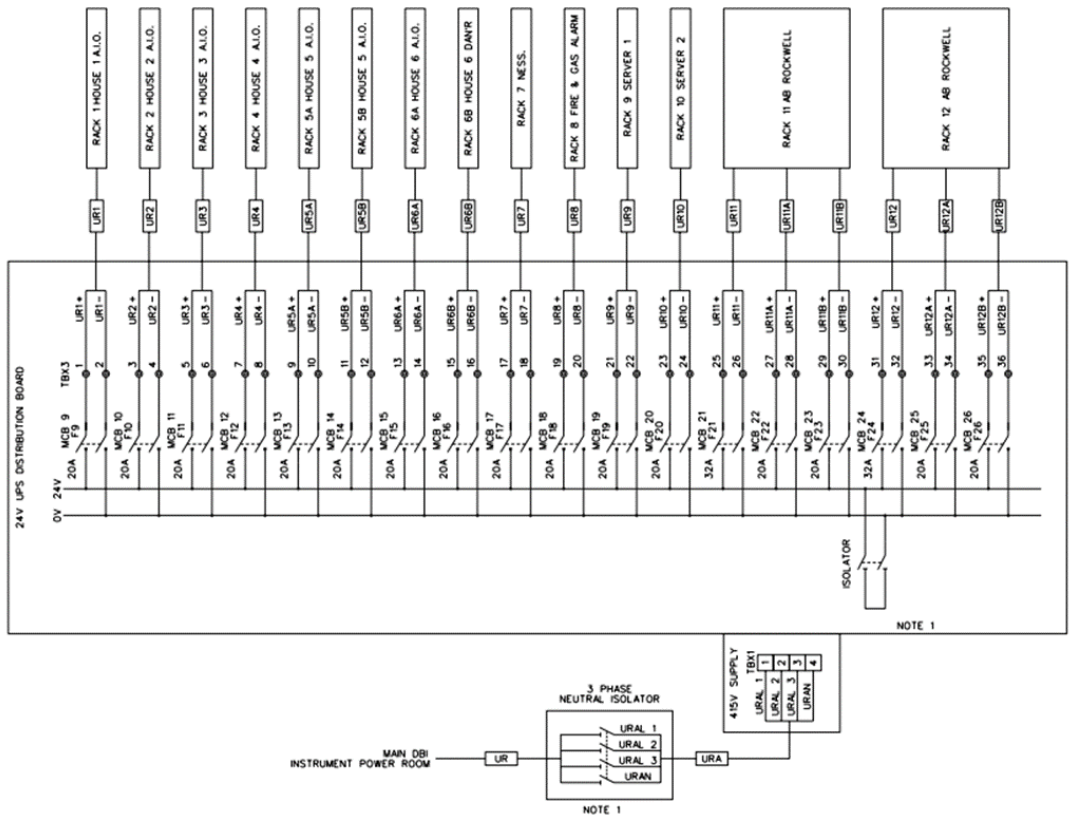 RACK 1 HOUSE 1 A.I.O.
RACK 2 HOUSE 2 A.I.O.
RACK 3 HOUSE 3 A.I.O.
RACK 4 HOUSE 4 A.I.O.
RACK 5A HOUSE 5 A.I.O.
RACK 5B HOUSE 5 A.I.O.
RACK 6A HOUSE 6 A.I.O.
RACK 6B HOUSE 6 DAN'R
RACK 7 NESS.
RACK 8 FIRE & GAS ALARM
RACK 9 SERVER 1
RACK 10 SERVER 2
RACK 11 AB ROCKWELL
RACK 12 AB ROCKWELL
UR1
UR2
UR3
UR4
UR5A
UR5B
UR6A
UR6B
UR7
UR8
UR9
UR10
UR11
UR11A
UR11B
UR12
UR12A
UR12B
24V UPS DISTRIBUTION BOARD
UR1+
UR1-
UR2+
UR2-
UR3+
UR3-
UR4+
UR4-
UR5A+
UR5A-
UR5B+
UR5B-
UR6A+
UR6A-
UR6B+
UR6B-
UR7+
UR7-
UR8+
UR8-
UR9+
UR9-
UR10+
UR10-
UR11+
UR11-
UR11A+
UR11A-
UR11B+
UR11B-
UR12+
UR12-
UR12A+
UR12A-
UR12B+
UR12B-
TBX3
1
2
3
4
5
6
7
8
9
10
11
12
13
14
15
16
17
18
19
20
21
22
23
24
25
26
27
28
29
30
31
32
33
34
35
36
MCB 9
F9
MCB 10
F10
MCB 11
F11
MCB 12
F12
MCB 13
F13
MCB 14
F14
MCB 15
F15
MCB 16
F16
MCB 17
F17
MCB 18
F18
MCB 19
F19
MCB 20
F20
MCB 21
F21
MCB 22
F22
MCB 23
F23
MCB 24
F24
MCB 25
F25
MCB 26
F26
20A
20A
20A
20A
20A
20A
20A
20A
20A
20A
20A
20A
32A
20A
20A
32A
20A
20A
24V
0V
ISOLATOR
NOTE 1
415V SUPPLY
TBX1
1
2
3
4
URAL 1
URAL 2
URAL 3
URAN
3 PHASE
NEUTRAL ISOLATOR
URAL 1
URAL 2
URAL 3
URAN
MAIN DBI
INSTRUMENT POWER ROOM
UR
URA
NOTE 1